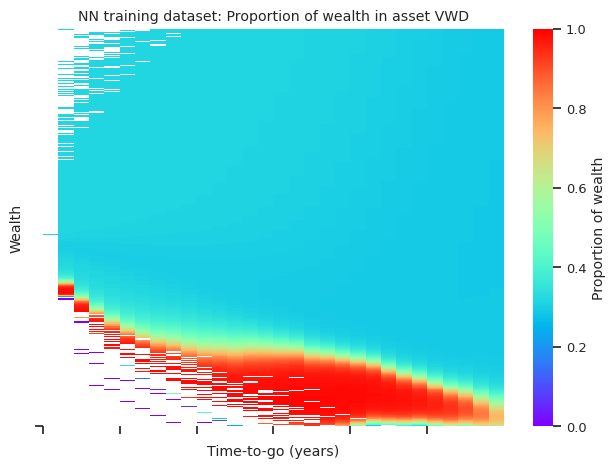 NN training dataset: Proportion of wealth in asset VWD
Wealth
Time-to-go (years)
1.0
0.8
0.6
0.4
0.2
0.0
Proportion of wealth